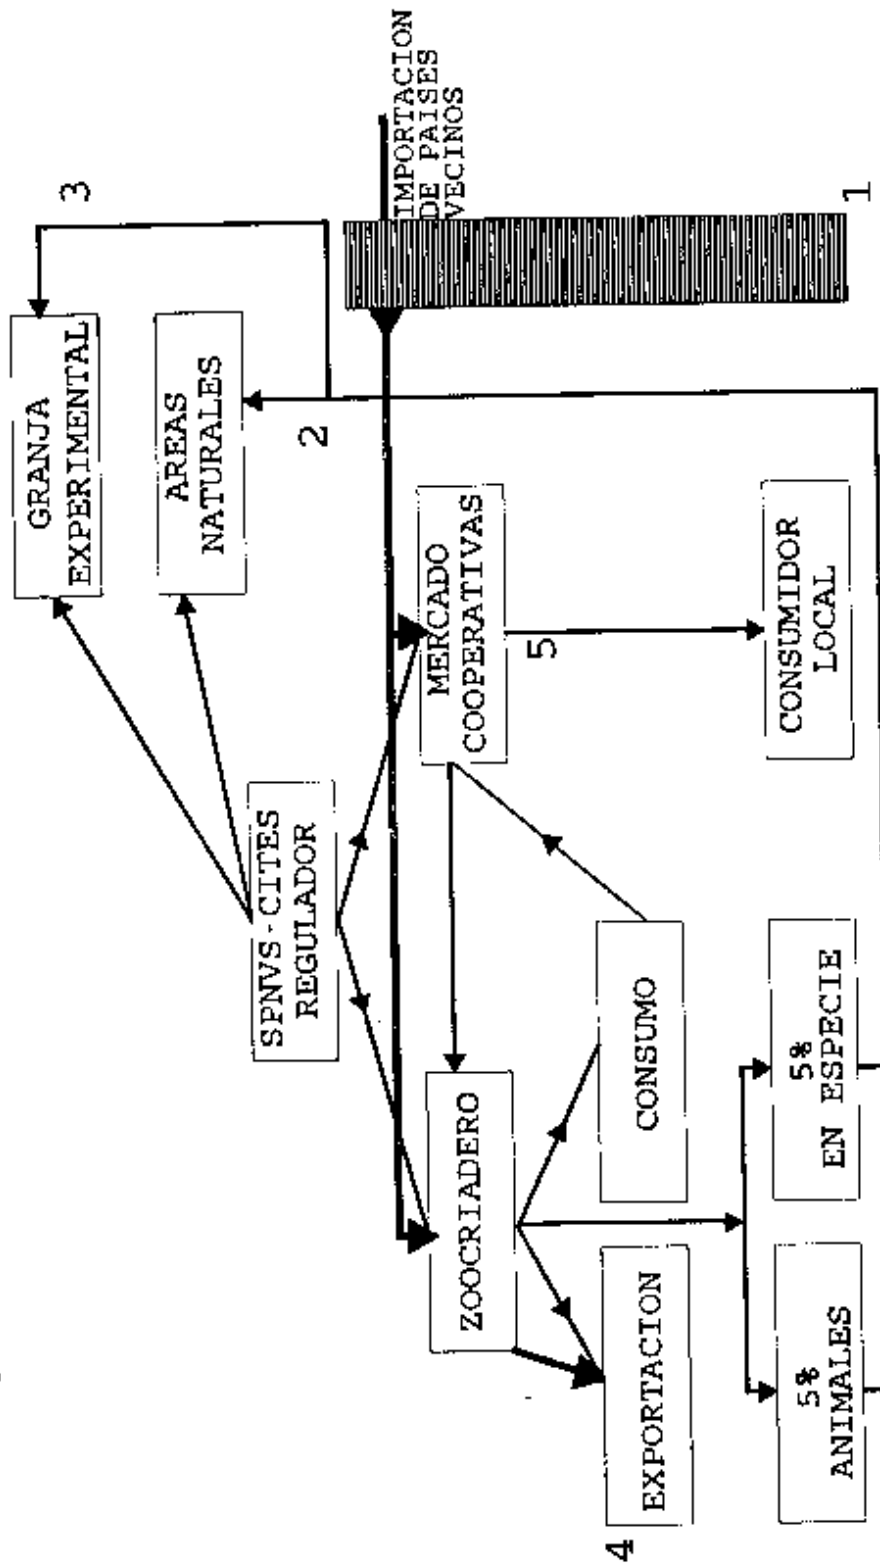 GRANJA
EXPERIMENTAL
3
AREAS
NATURALES
2
SPNVS-CITES
REGULADOR
IMPORTACION
DE PAISES
VECINOS
1
ZOOCRIADERO
MERCADO
COOPERATIVAS
5
4
EXPORTACION
CONSUMO
5%
ANIMALES
5%
EN ESPECIE
CONSUMIDOR
LOCAL